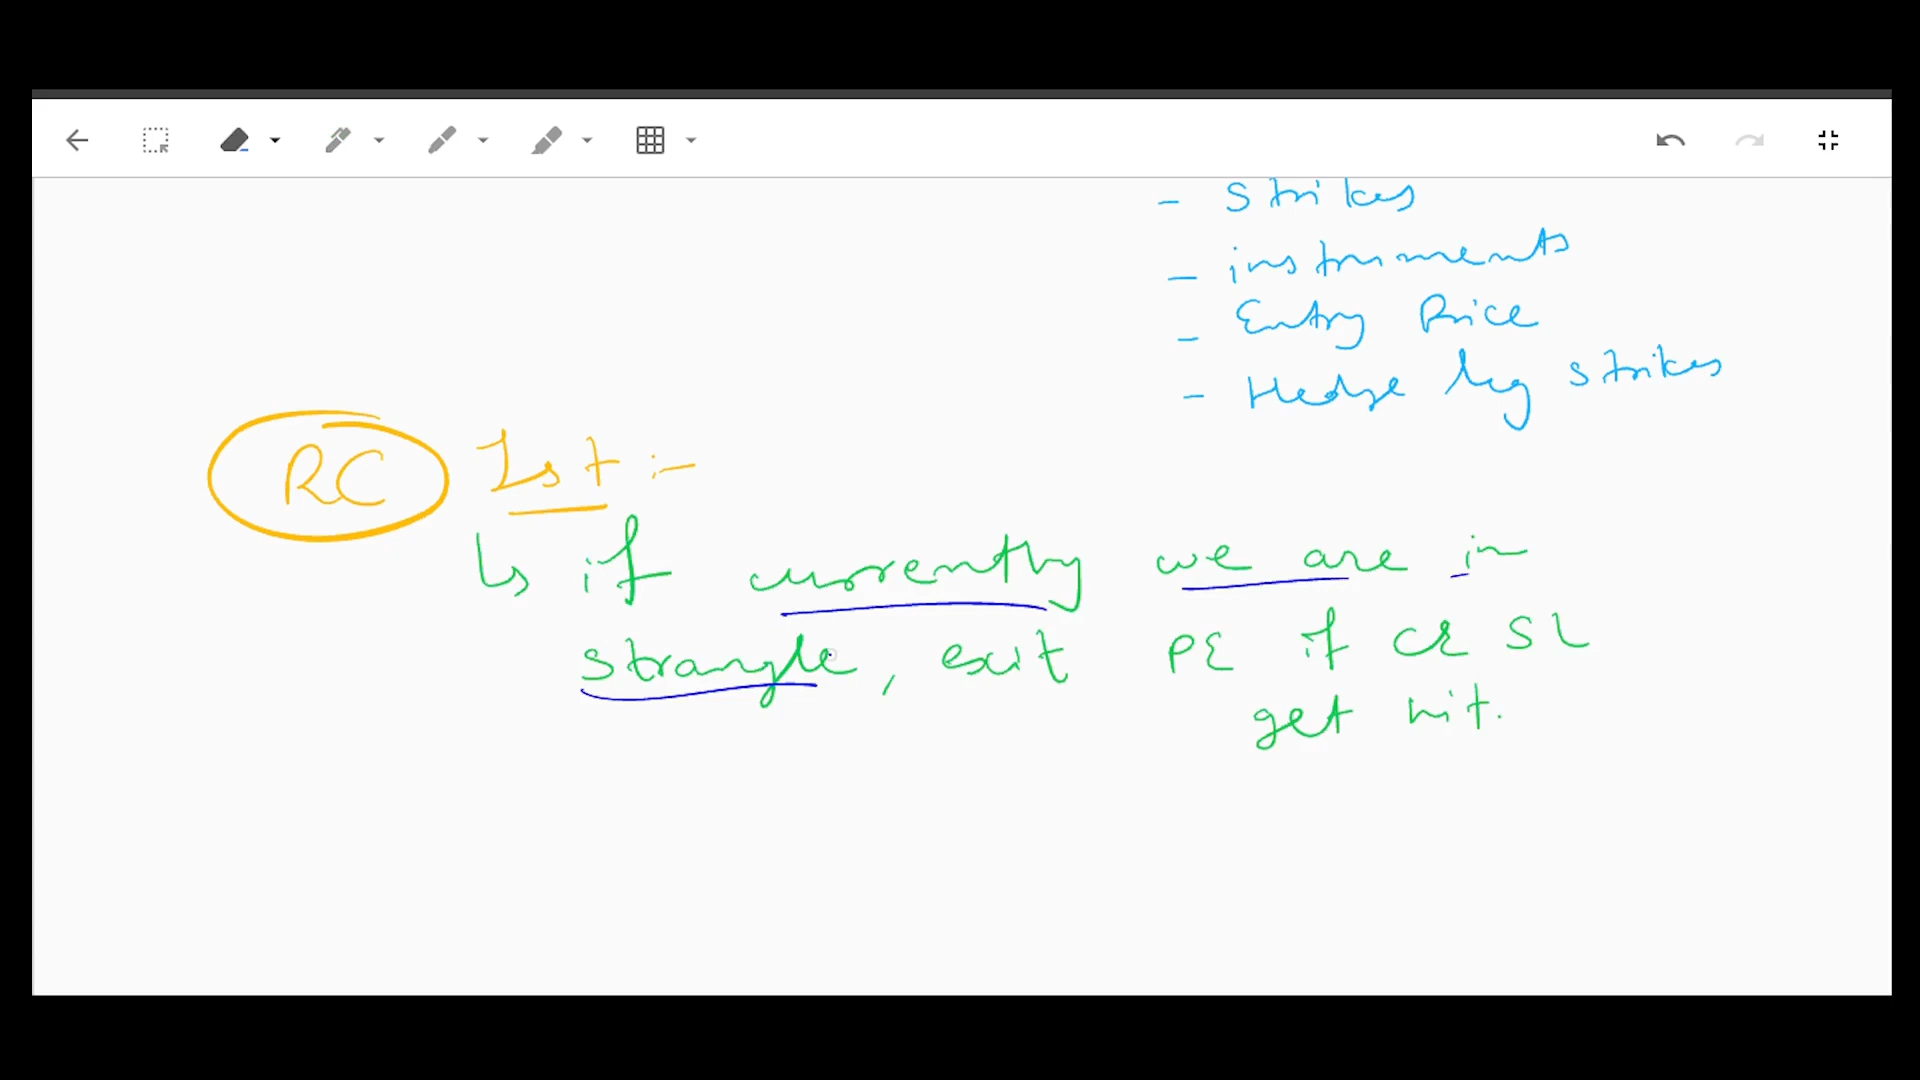 - Strikes
- instruments
- Entry Price
- Hedge leg strikes
RC Ist :-
↳ if currently we are in
strangle, exit PE if CE SL
get hit.